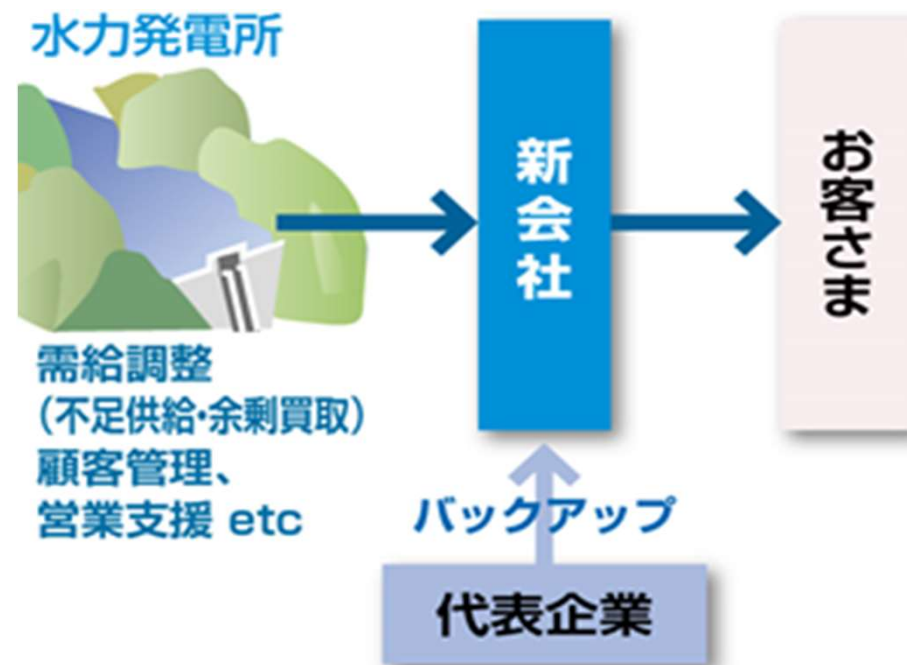 水力発電所
新会社
お客さま
需給調整
（不足供給・余剰買取）
顧客管理、
営業支援 etc
バックアップ
代表企業